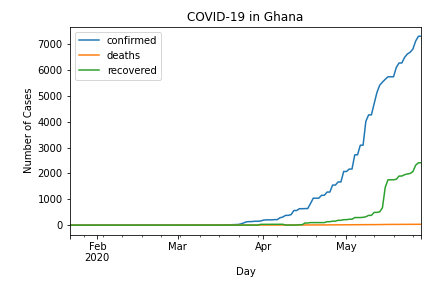 COVID-19 in Ghana
confirmed
deaths
recovered
7000
6000
5000
4000
3000
2000
1000
0
Number of Cases
Feb
2020
Mar
Apr
May
Day